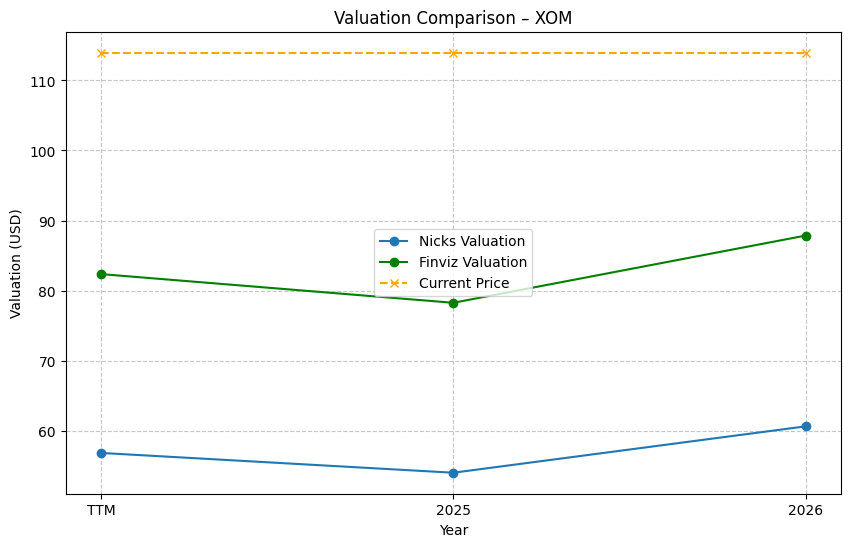 Valuation Comparison – XOM
Valuation (USD)
110
100
90
80
70
60
Nicks Valuation
Finviz Valuation
Current Price
TTM
2025
2026
Year